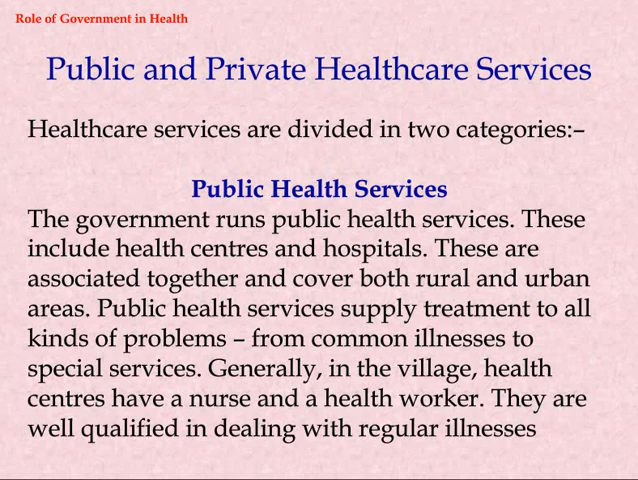 Role of Government in Health
Public and Private Healthcare Services
Healthcare services are divided in two categories:–
Public Health Services
The government runs public health services. These
include health centres and hospitals. These are
associated together and cover both rural and urban
areas. Public health services supply treatment to all
kinds of problems – from common illnesses to
special services. Generally, in the village, health
centres have a nurse and a health worker. They are
well qualified in dealing with regular illnesses